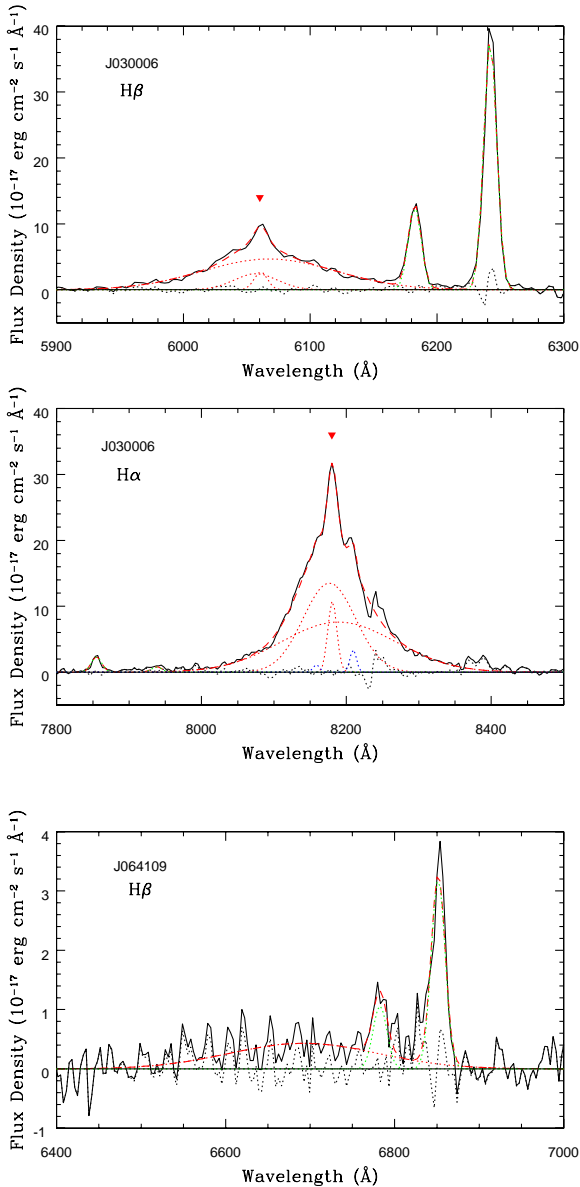 40
30
20
10
0
Flux Density (10⁻¹⁷ erg cm⁻² s⁻¹ Å⁻¹)
J030006
Hβ
5900 6000 6100 6200 6300
Wavelength (Å)
40
30
20
10
0
Flux Density (10⁻¹⁷ erg cm⁻² s⁻¹ Å⁻¹)
J030006
Hα
7800 8000 8200 8400
Wavelength (Å)
4
3
2
1
0
-1
Flux Density (10⁻¹⁷ erg cm⁻² s⁻¹ Å⁻¹)
J064109
Hβ
6400 6600 6800 7000
Wavelength (Å)